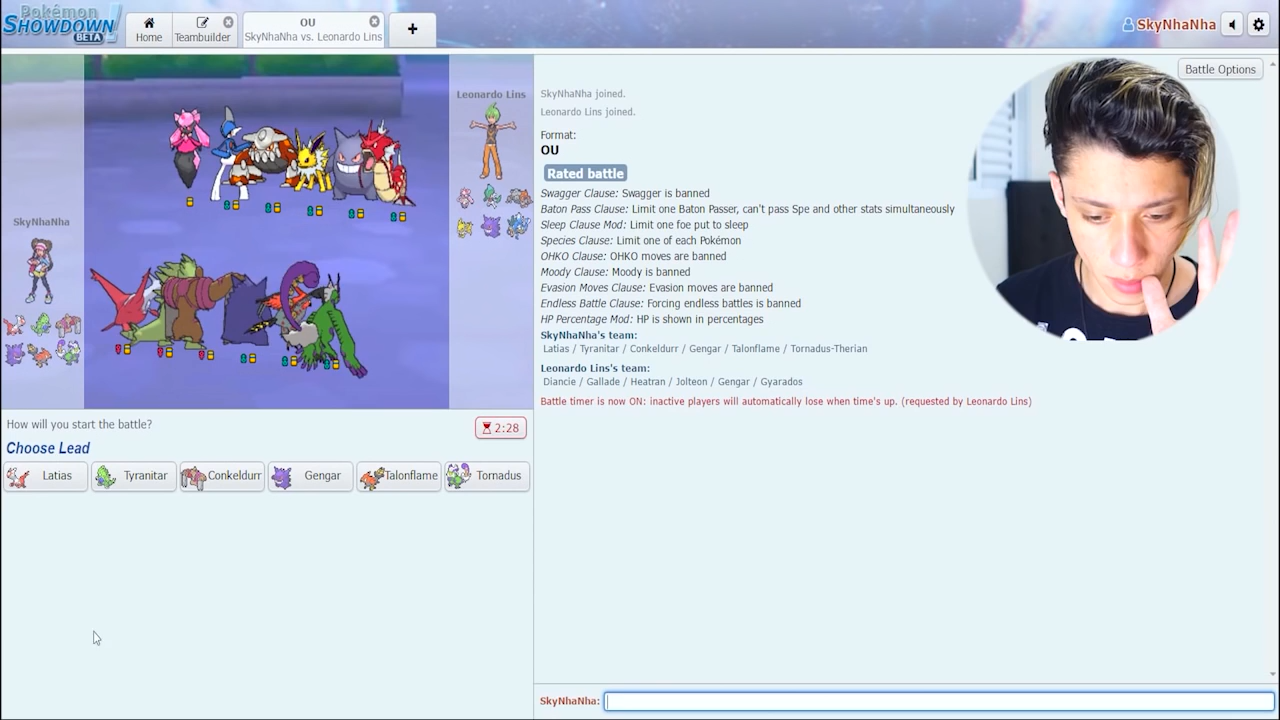 Pokémon
SHOWDOWN
BETA
Home
Teambuilder
OU
SkyNhaNha vs. Leonardo Lins
+
SkyNhaNha
Battle Options
Leonardo Lins
SkyNhaNha
How will you start the battle?
2:28
Choose Lead
Latias
Tyranitar
Conkeldurr
Gengar
Talonflame
Tornadus
SkyNhaNha joined.
Leonardo Lins joined.
Format:
OU
Rated battle
Swagger Clause: Swagger is banned
Baton Pass Clause: Limit one Baton Passer, can't pass Spe and other stats simultaneously
Sleep Clause Mod: Limit one foe put to sleep
Species Clause: Limit one of each Pokémon
OHKO Clause: OHKO moves are banned
Moody Clause: Moody is banned
Evasion Moves Clause: Evasion moves are banned
Endless Battle Clause: Forcing endless battles is banned
HP Percentage Mod: HP is shown in percentages
SkyNhaNha's team:
Latias / Tyranitar / Conkeldurr / Gengar / Talonflame / Tornadus-Therian
Leonardo Lins's team:
Diancie / Gallade / Heatran / Jolteon / Gengar / Gyarados
Battle timer is now ON: inactive players will automatically lose when time's up. (requested by Leonardo Lins)
SkyNhaNha: